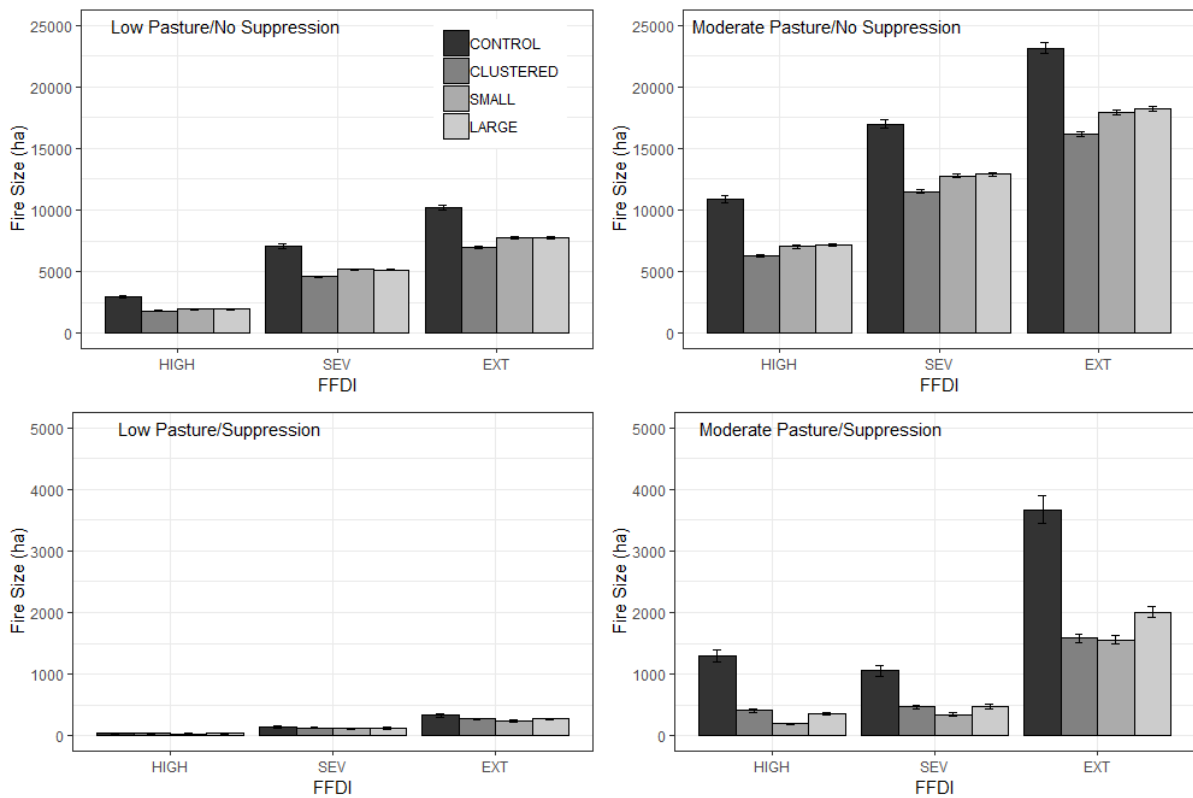 Low Pasture/No Suppression
CONTROL
CLUSTERED
SMALL
LARGE
Fire Size (ha)
25000
20000
15000
10000
5000
0
HIGH SEV EXT
FFDI
Moderate Pasture/No Suppression
Fire Size (ha)
25000
20000
15000
10000
5000
0
HIGH SEV EXT
FFDI
Low Pasture/Suppression
Fire Size (ha)
5000
4000
3000
2000
1000
0
HIGH SEV EXT
FFDI
Moderate Pasture/Suppression
Fire Size (ha)
5000
4000
3000
2000
1000
0
HIGH SEV EXT
FFDI